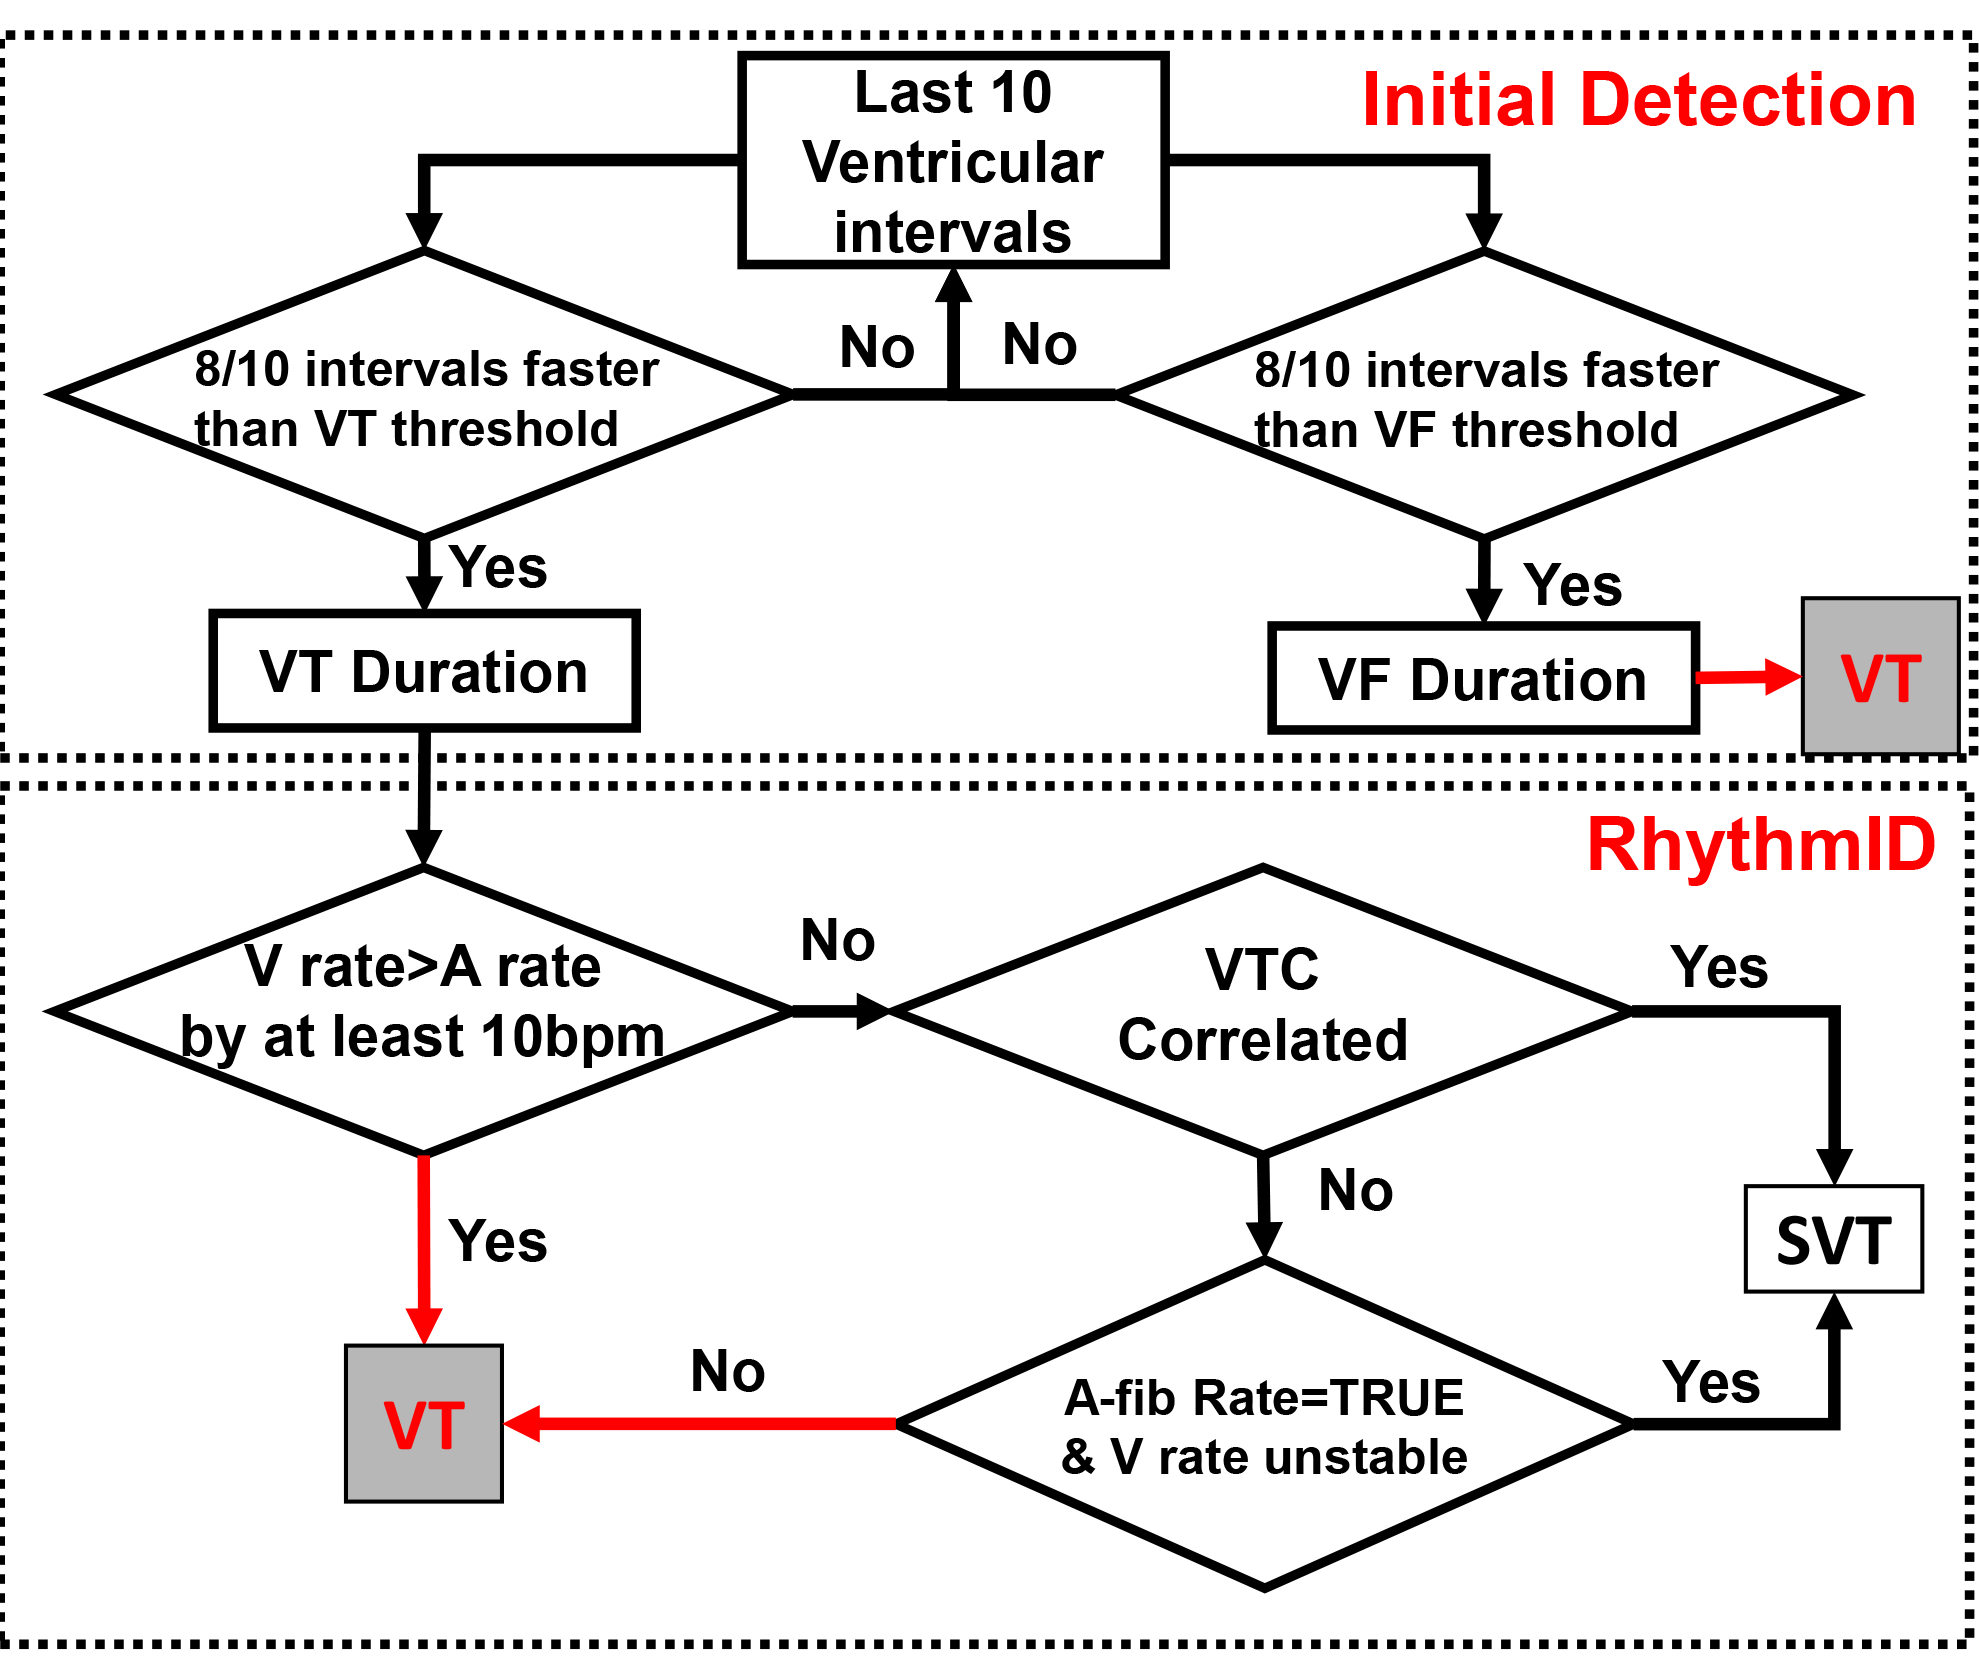 Initial Detection
Last 10
Ventricular
intervals
No
No
8/10 intervals faster
than VT threshold
8/10 intervals faster
than VF threshold
Yes
Yes
VT Duration
VF Duration
VT
RhythmID
V rate>A rate
by at least 10bpm
No
VTC
Correlated
Yes
Yes
No
SVT
VT
No
A-fib Rate=TRUE
& V rate unstable
Yes